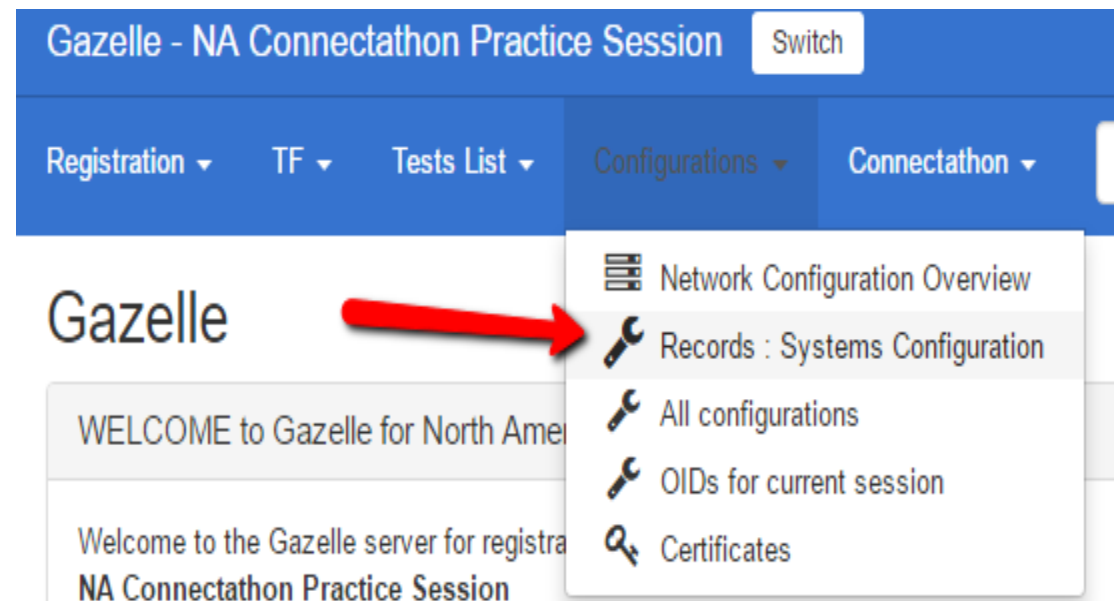 Gazelle - NA Connectathon Practice Session Switch
Registration TF Tests List Configurations Connectathon
Network Configuration Overview
Gazelle
Records : Systems Configuration
All configurations
WELCOME to Gazelle for North Amer
OIDs for current session
Welcome to the Gazelle server for registra
Certificates
NA Connectathon Practice Session